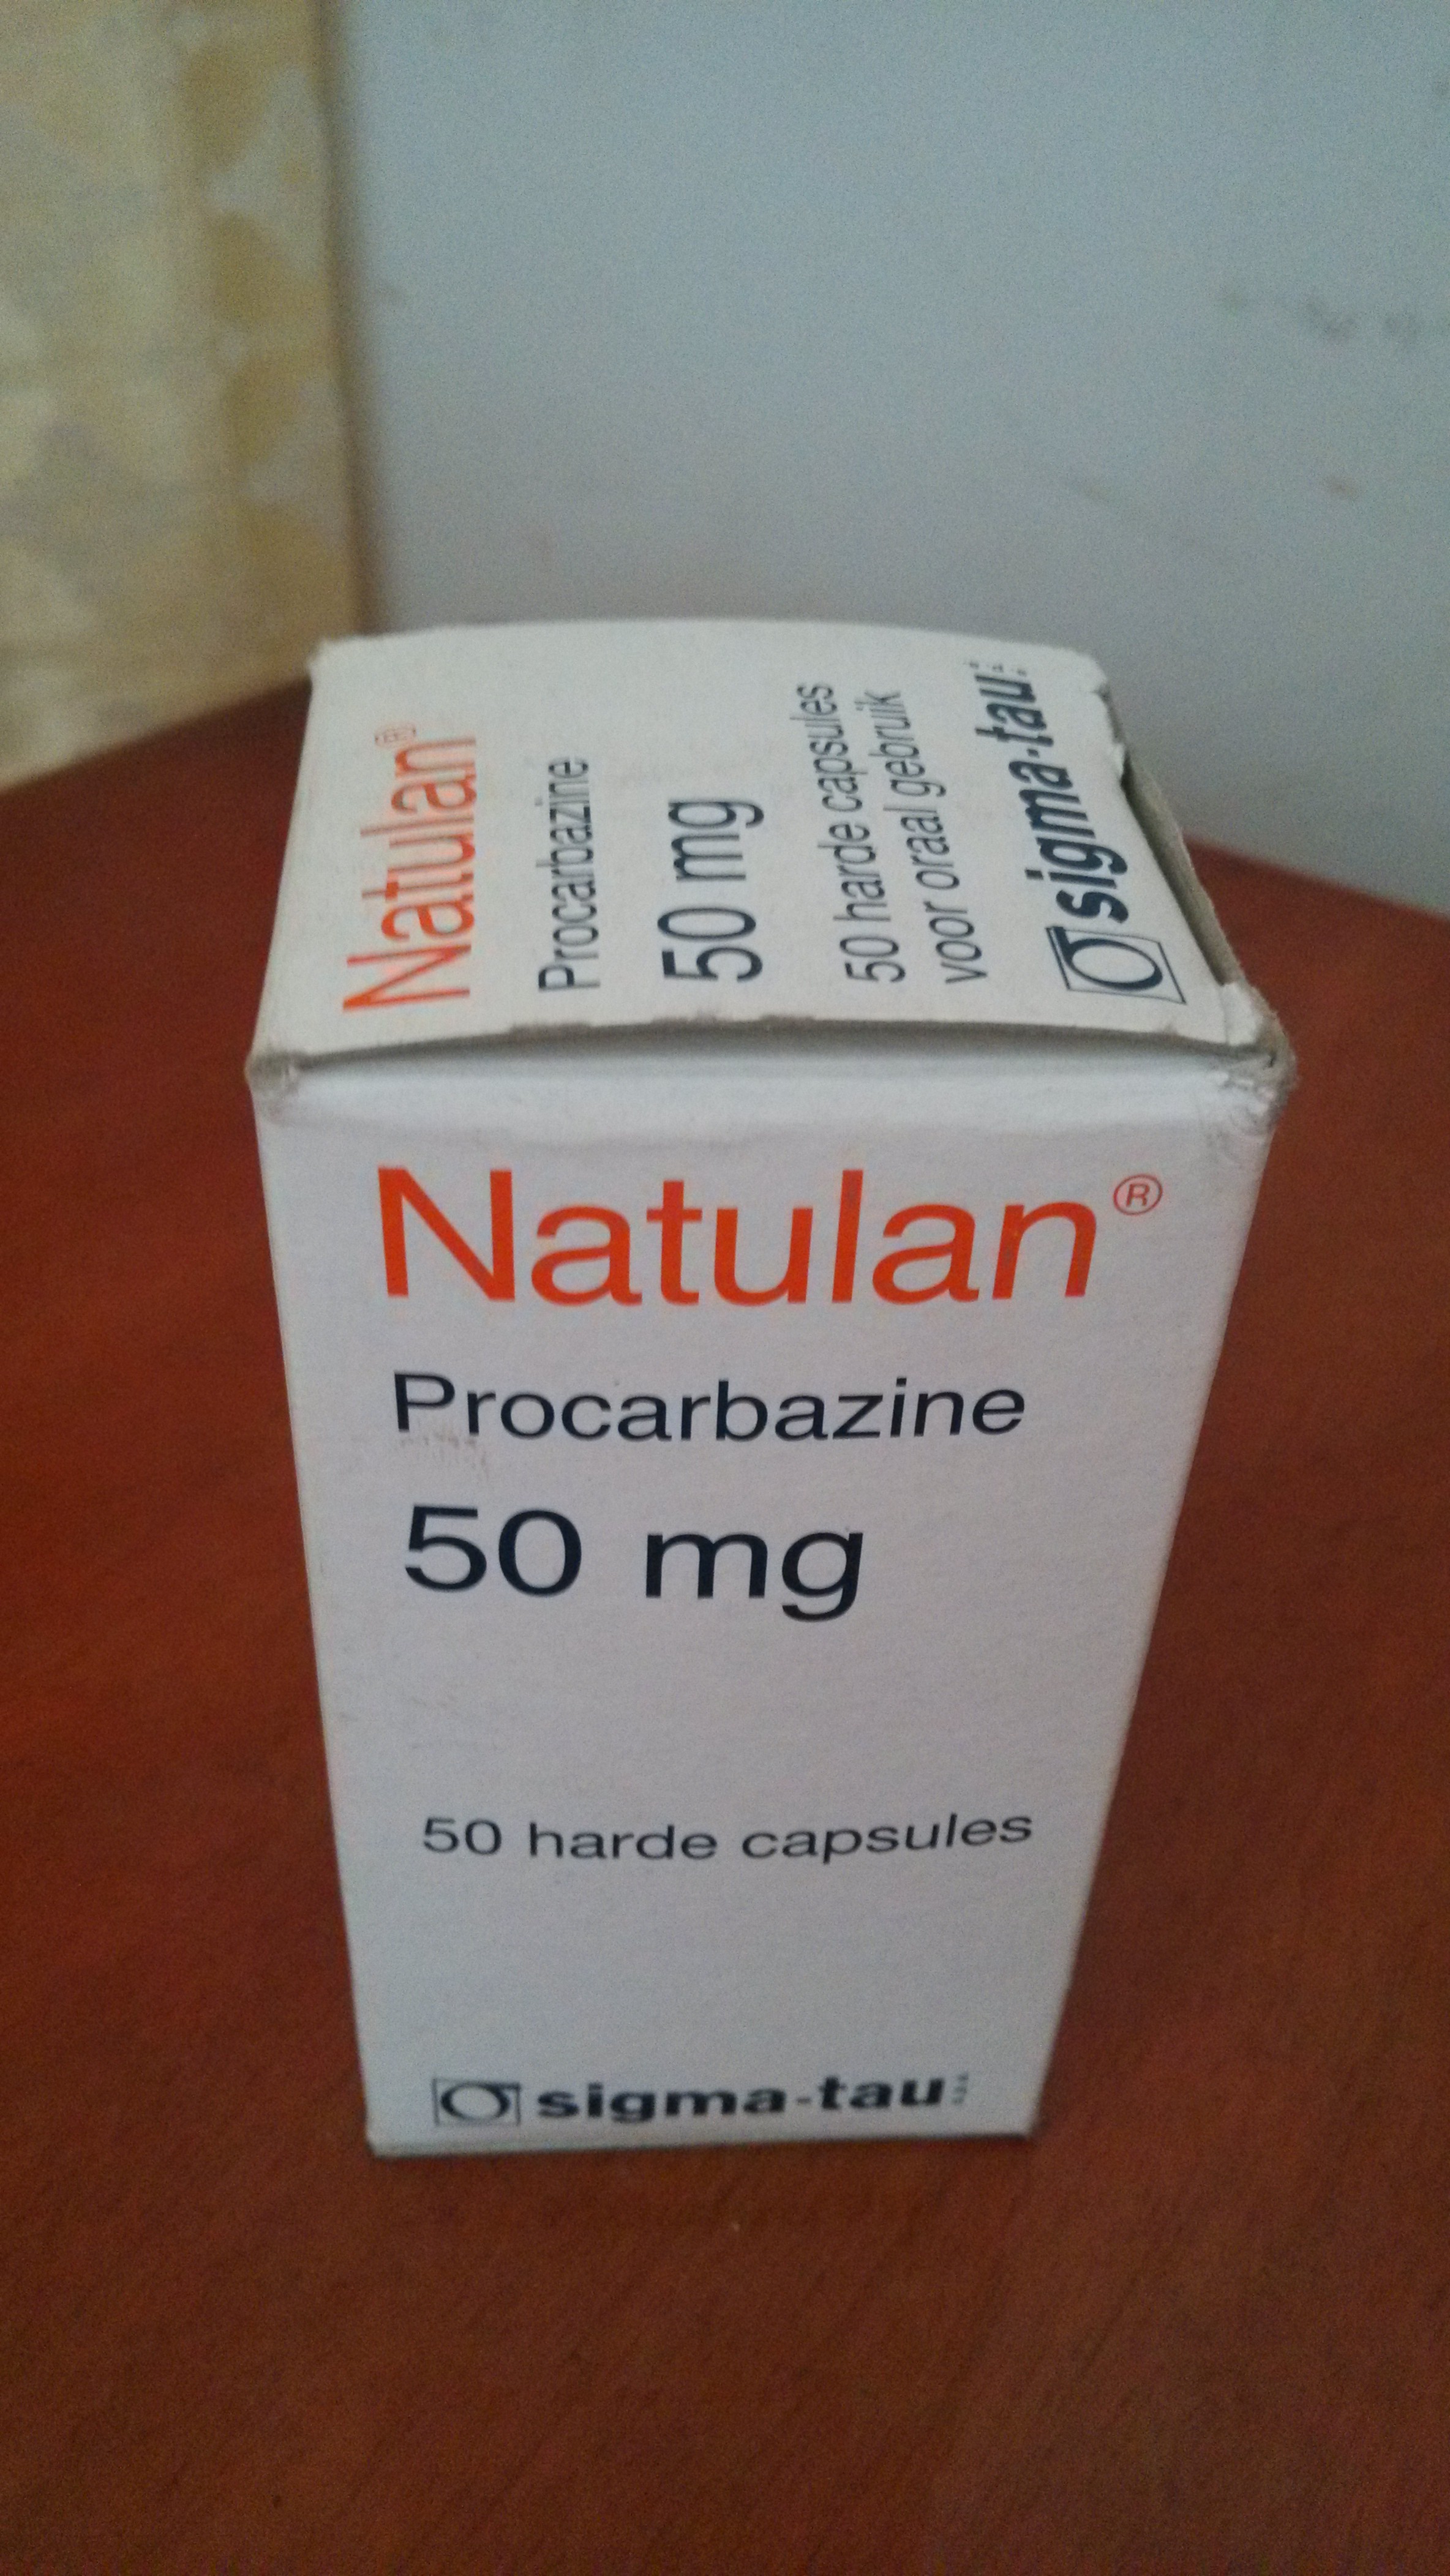 Natulan®
Procarbazine
50 mg
50 harde capsules
voor oraal gebruik
sigma-tau
Natulan®
Procarbazine
50 mg
50 harde capsules
sigma-tau